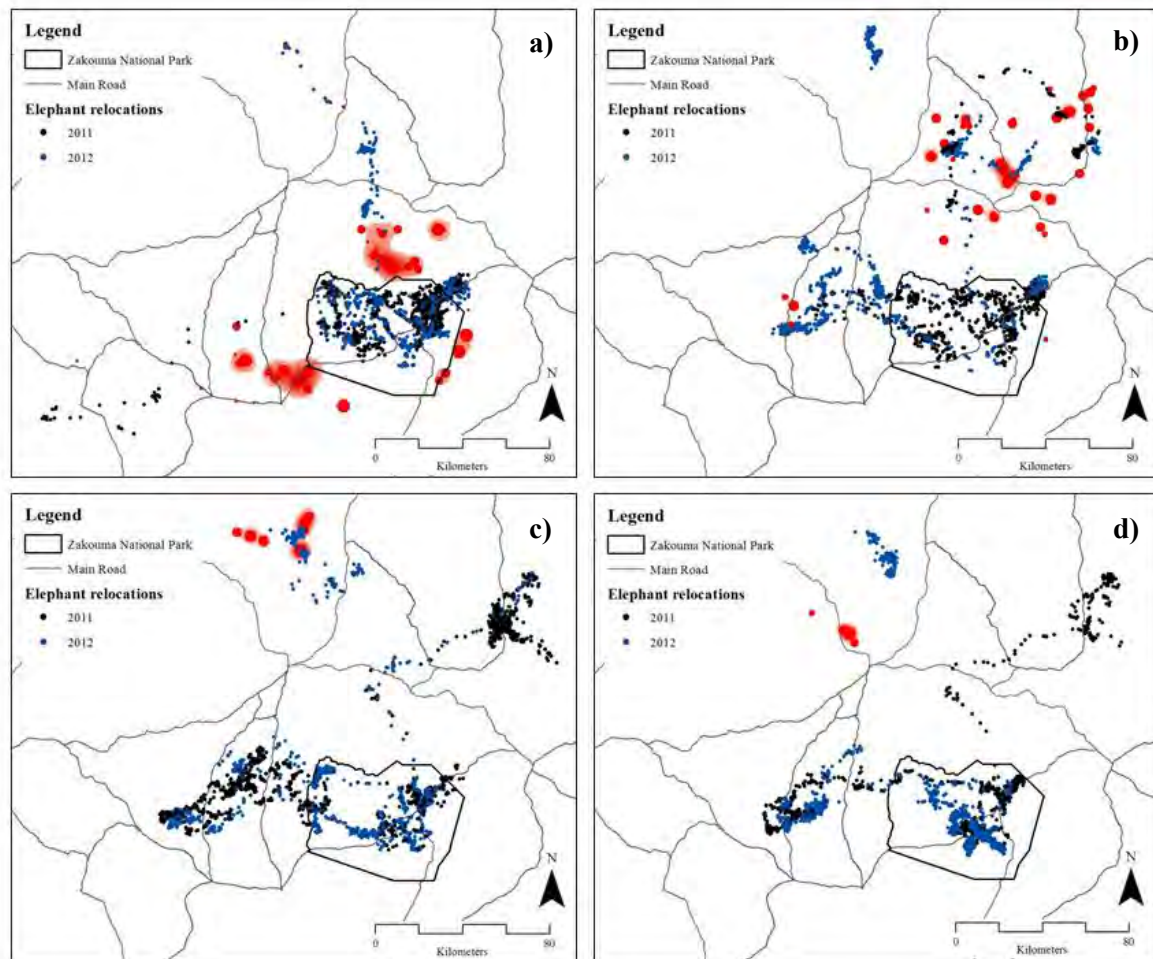 Legend
a)
Zakouma National Park
Main Road
Elephant relocations
2011
2012
N
0 80
Kilometers
Legend
b)
Zakouma National Park
Main Road
Elephant relocations
2011
2012
N
0 80
Kilometers
Legend
c)
Zakouma National Park
Main Road
Elephant relocations
2011
2012
N
0 80
Kilometers
Legend
d)
Zakouma National Park
Main Road
Elephant relocations
2011
2012
N
0 80
Kilometers